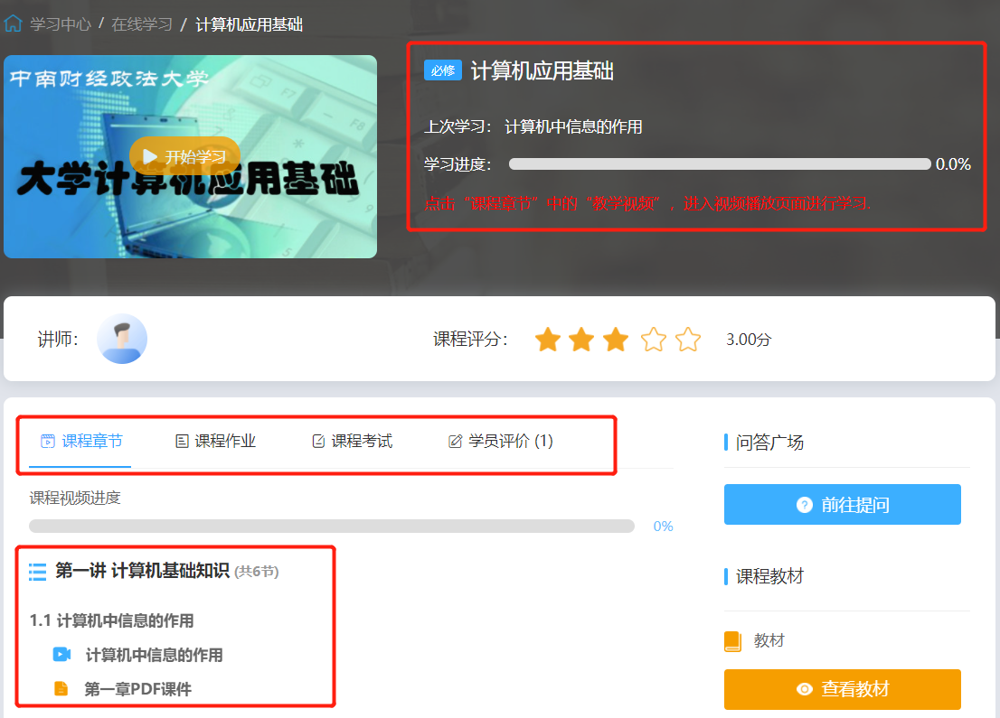 学习中心 / 在线学习 / 计算机应用基础
中南财经政法大学
大学计算机应用基础
开始学习
必修 计算机应用基础
上次学习： 计算机中信息的作用
学习进度： 0.0%
点击“课程章节”中的“教学视频”，进入视频播放页面进行学习.
讲师：
课程评分： 3.00分
课程章节 课程作业 课程考试 学员评价 (1)
课程视频进度
0%
第一讲 计算机基础知识 (共6节)
1.1 计算机中信息的作用
计算机中信息的作用
第一章PDF课件
问答广场
前往提问
课程教材
教材
查看教材